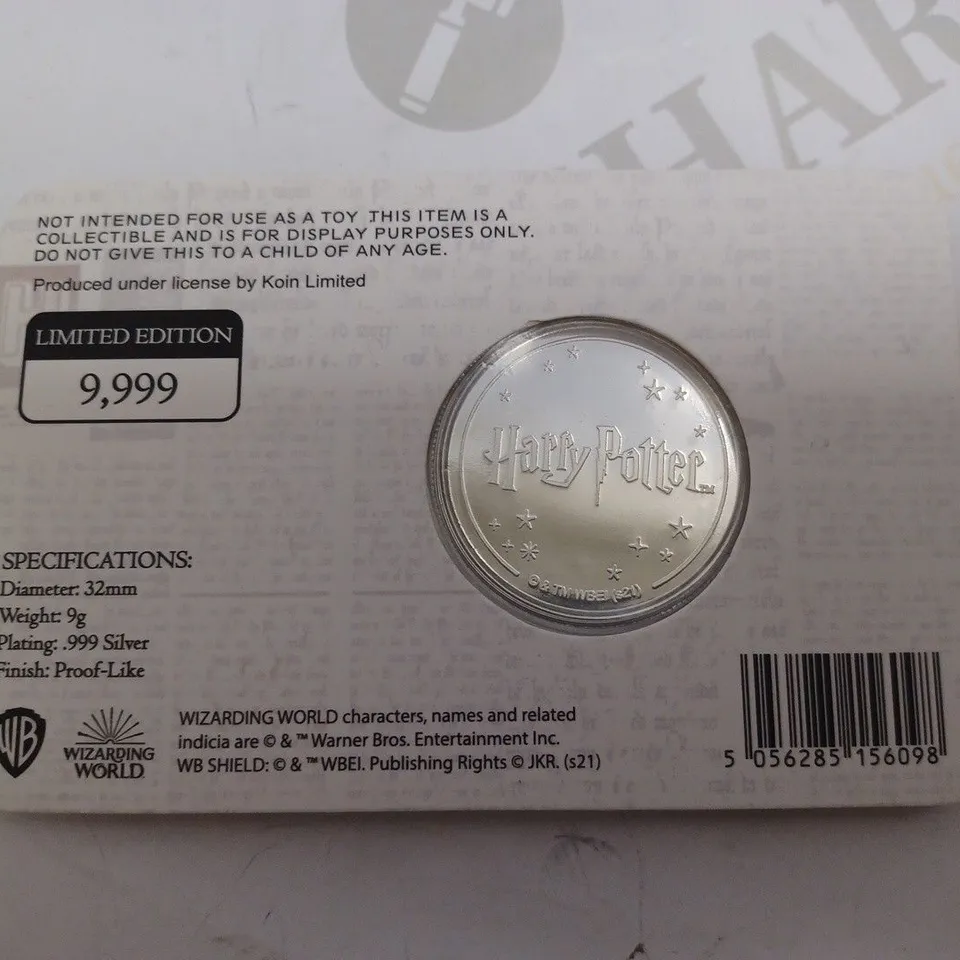 HAR
NOT INTENDED FOR USE AS A TOY .THIS ITEM IS A
COLLECTIBLE AND IS FOR DISPLAY PURPOSES ONLY.
DO NOT GIVE THIS TO A CHILD OF ANY AGE.
Produced under license by Koin Limited
LIMITED EDITION
9,999
Harry Potter™
© & ™ WBEI (s21)
SPECIFICATIONS:
Diameter: 32mm
Weight: 9g
Plating: .999 Silver
Finish: Proof-Like
WB
WIZARDING
WORLD
WIZARDING WORLD characters, names and related
indicia are © & ™ Warner Bros. Entertainment Inc.
WB SHIELD: © & ™ WBEI. Publishing Rights © JKR. (s21)
5 056285 156098